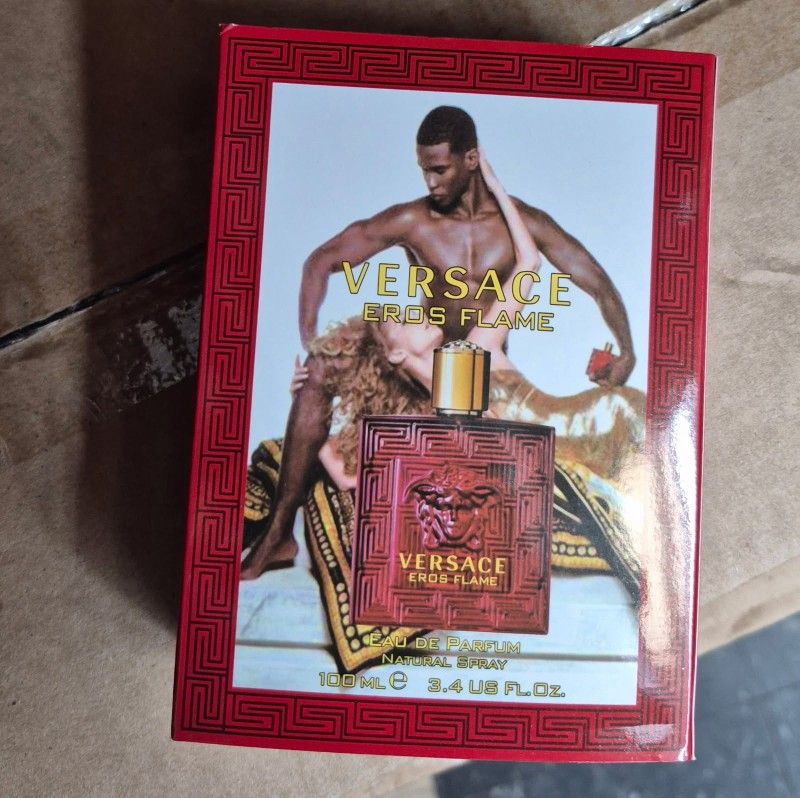 VERSACE
EROS FLAME
VERSACE
EROS FLAME
EAU DE PARFUM
NATURAL SPRAY
100 ML ℮ 3.4 US FL.OZ.